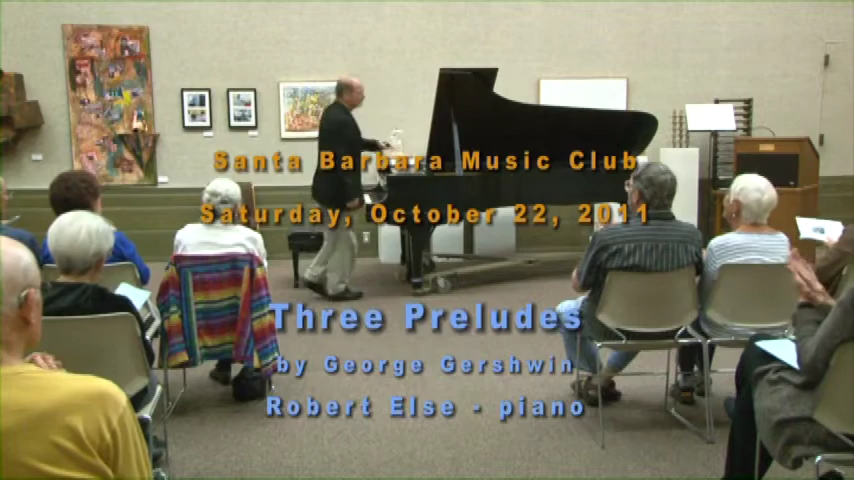 Santa Barbara Music Club
Saturday, October 22, 2011
Three Preludes
by George Gershwin
Robert Else - piano